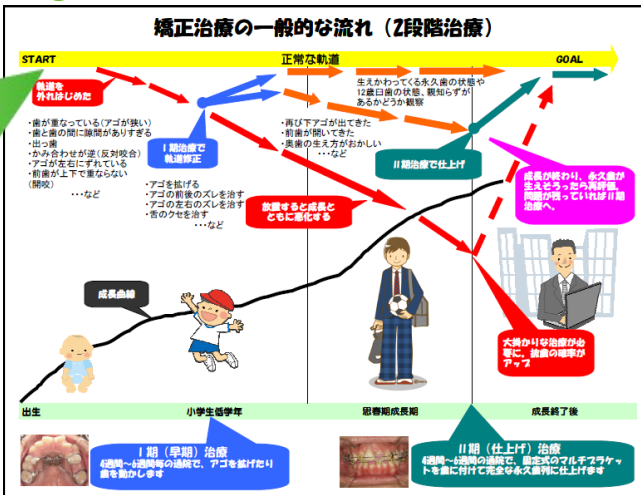 矯正治療の一般的な流れ（2段階治療）
START
正常な軌道
GOAL
軌道を
外れはじめた
・歯が重なっている（アゴが狭い）
・歯と歯の間に隙間がありすぎる
・出っ歯
・かみ合わせが逆（反対咬合）
・アゴが左右にずれている
・前歯が上下で重ならない
（開咬）
・・・など
Ⅰ期治療で
軌道修正
・アゴを拡げる
・アゴの前後のズレを治す
・アゴの左右のズレを治す
・舌のクセを治す
・・・など
・再び下アゴが出てきた
・前歯が開いてきた
・奥歯の生え方がおかしい
・・・など
生えかわってくる永久歯の状態や
12歳臼歯の状態、親知らずが
あるかどうか観察
II期治療で仕上げ
放置すると成長と
ともに悪化する
成長が終わり、永久歯が
生えそろうたら再評価。
問題が残っていればII期
治療へ。
成長曲線
大掛かりな治療が必
要に。抜歯の確率が
アップ
出生
小学生低学年
思春期成長期
成長終了後
Ⅰ期（早期）治療
4週間～6週間毎の通院で、アゴを拡げたり
歯を動かします
II期（仕上げ）治療
4週間～6週間の通院で、固定式のマルチブラケッ
トを歯に付けて完全な永久歯列に仕上げます